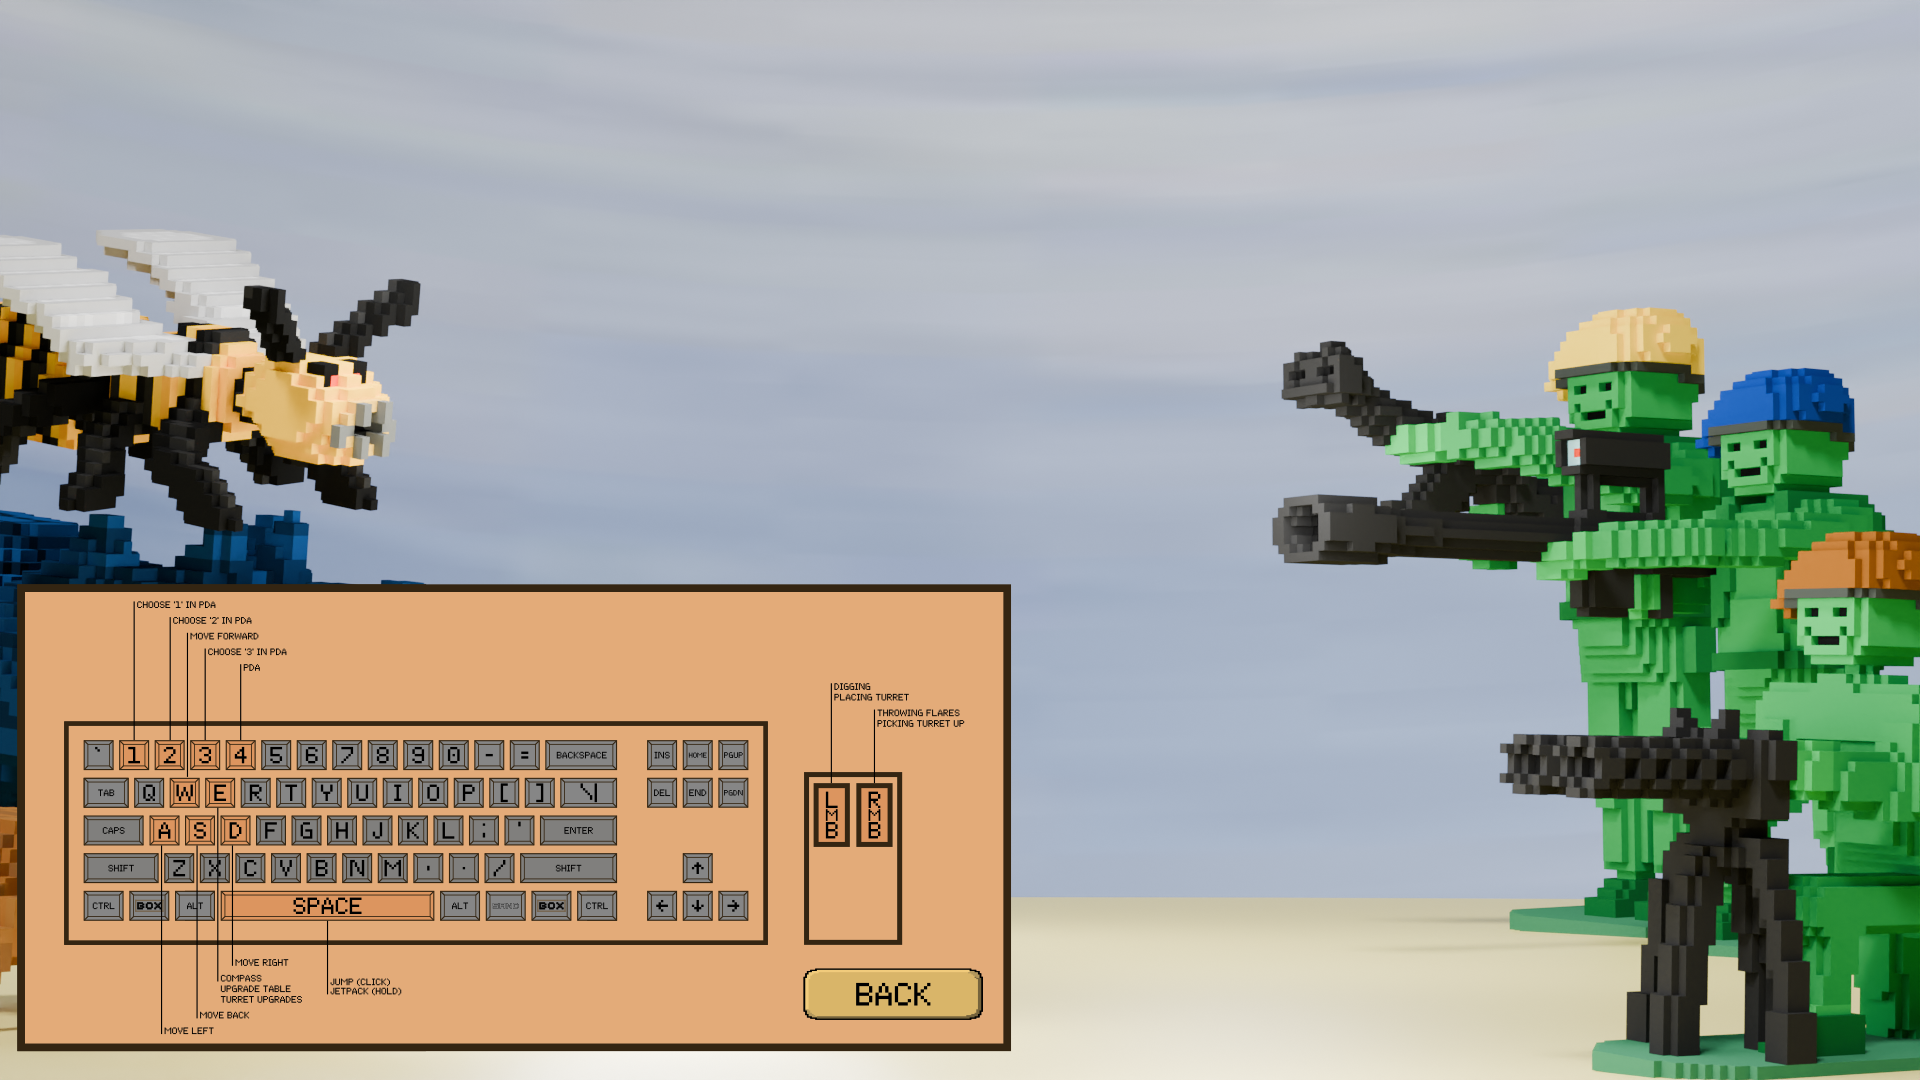 CHOOSE '1' IN PDA
CHOOSE '2' IN PDA
MOVE FORWARD
CHOOSE '3' IN PDA
PDA
DIGGING
PLACING TURRET
THROWING FLARES
PICKING TURRET UP
` 1 2 3 4 5 6 7 8 9 0 - = BACKSPACE INS HOME PGUP
TAB Q W E R T Y U I O P [ ] \| DEL END PGDN
CAPS A S D F G H J K L ; ' ENTER
SHIFT Z X C V B N M / SHIFT ↑
CTRL BOX ALT SPACE ALT BOX CTRL ← ↓ →
LMB
RMB
MOVE RIGHT
COMPASS
UPGRADE TABLE
TURRET UPGRADES
JUMP (CLICK)
JETPACK (HOLD)
MOVE BACK
MOVE LEFT
BACK